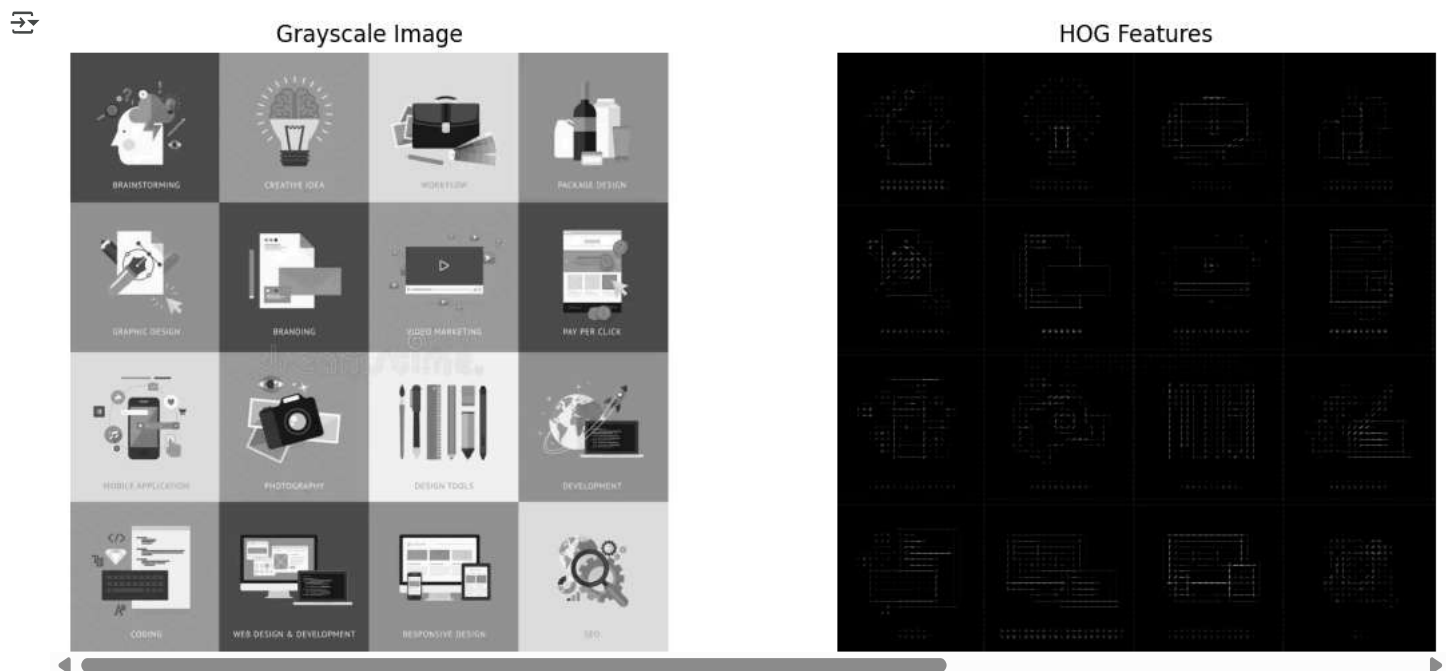 Grayscale Image
HOG Features
BRAINSTORMING
CREATIVE IDEA
WORKFLOW
PACKAGE DESIGN
GRAPHIC DESIGN
BRANDING
VIDEO MARKETING
PAY PER CLICK
dreamstime.
MOBILE APPLICATION
PHOTOGRAPHY
DESIGN TOOLS
DEVELOPMENT
</>
CODING
WEB DESIGN & DEVELOPMENT
RESPONSIVE DESIGN
SEO